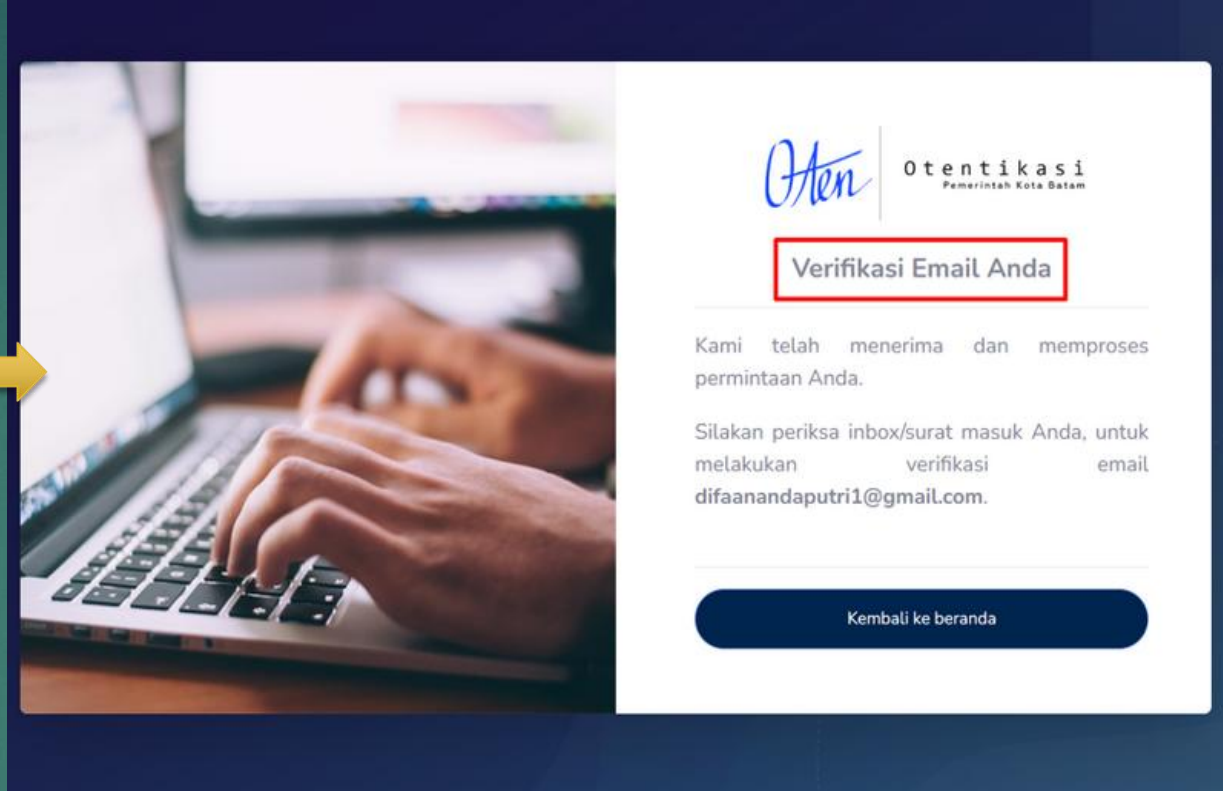 Oten
Otentikasi
Pemerintah Kota Batam
Verifikasi Email Anda
Kami telah menerima dan memproses
permintaan Anda.
Silakan periksa inbox/surat masuk Anda, untuk
melakukan verifikasi email
difaanandaputri1@gmail.com.
Kembali ke beranda